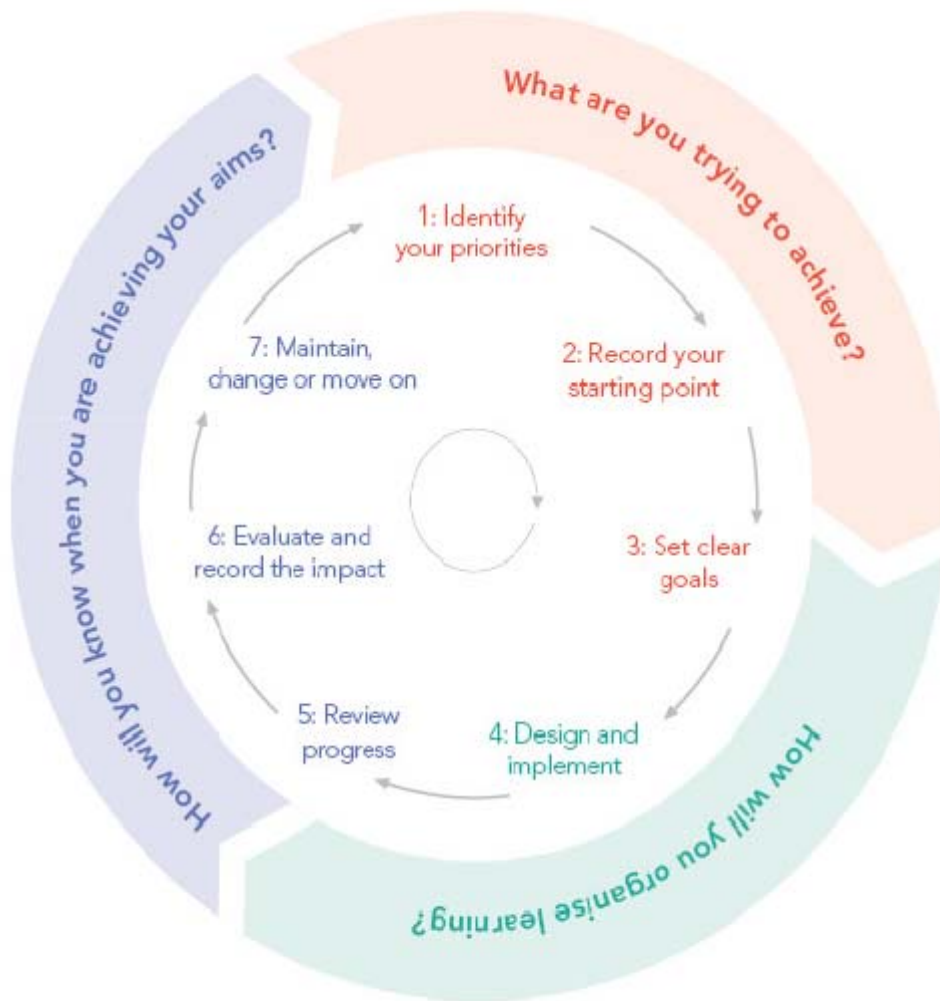 What are you trying to achieve?
1: Identify
your priorities
2: Record your
starting point
3: Set clear
goals
How will you organise learning?
4: Design and
implement
How will you know when you are achieving your aims?
5: Review
progress
6: Evaluate and
record the impact
7: Maintain,
change or move on